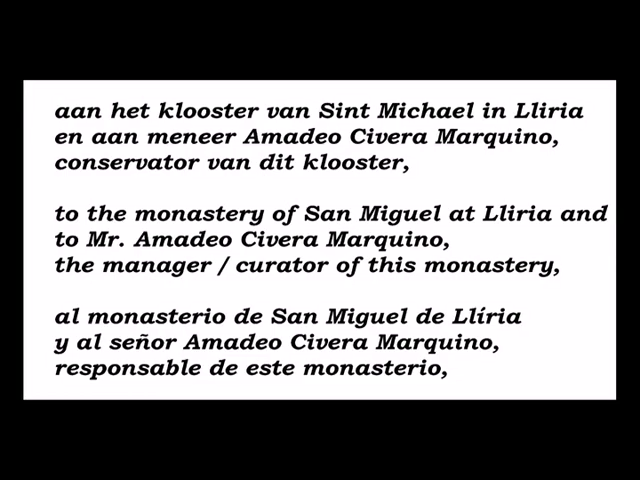 aan het klooster van Sint Michael in Lliria
en aan meneer Amadeo Civera Marquino,
conservator van dit klooster,
to the monastery of San Miguel at Lliria and
to Mr. Amadeo Civera Marquino,
the manager / curator of this monastery,
al monasterio de San Miguel de Llíria
y al señor Amadeo Civera Marquino,
responsable de este monasterio,